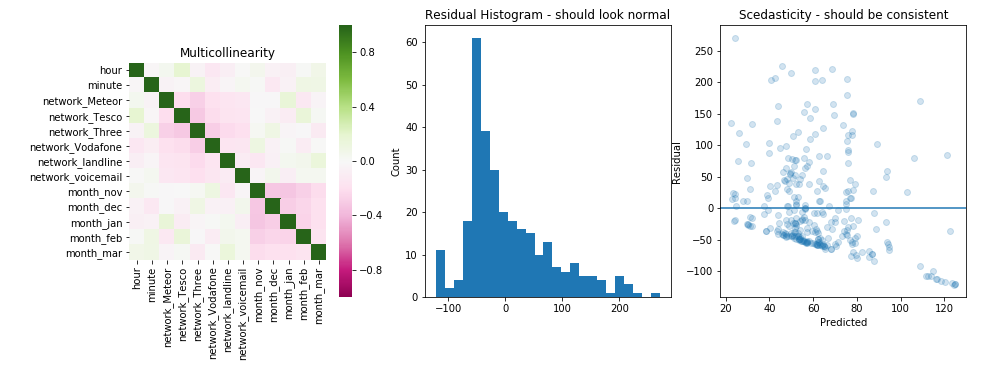 Multicollinearity
hour
minute
network_Meteor
network_Tesco
network_Three
network_Vodafone
network_landline
network_voicemail
month_nov
month_dec
month_jan
month_feb
month_mar
hour
minute
network_Meteor
network_Tesco
network_Three
network_Vodafone
network_landline
network_voicemail
month_nov
month_dec
month_jan
month_feb
month_mar
0.8
0.4
0.0
−0.4
−0.8
Residual Histogram - should look normal
Count
60
50
40
30
20
10
0
−100 0 100 200
Scedasticity - should be consistent
Residual
250
200
150
100
50
0
−50
−100
20 40 60 80 100 120
Predicted